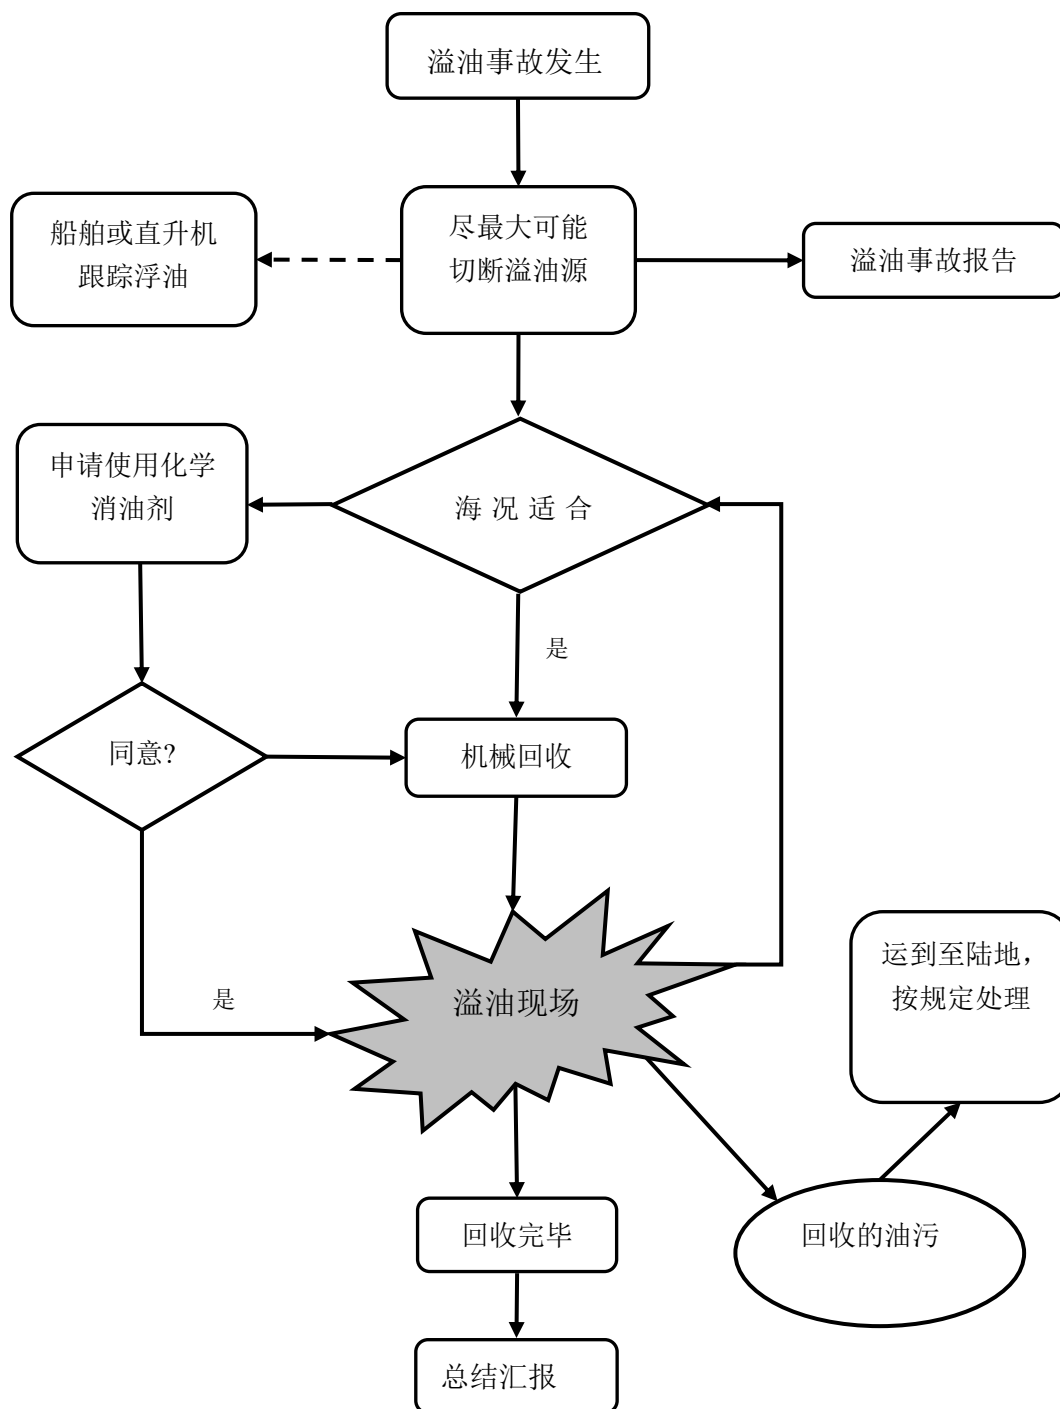 溢油事故发生
船舶或直升机
跟踪浮油
尽最大可能
切断溢油源
溢油事故报告
申请使用化学
消油剂
海况适合
是
同意?
机械回收
是
溢油现场
运到至陆地，
按规定处理
回收完毕
回收的油污
总结汇报